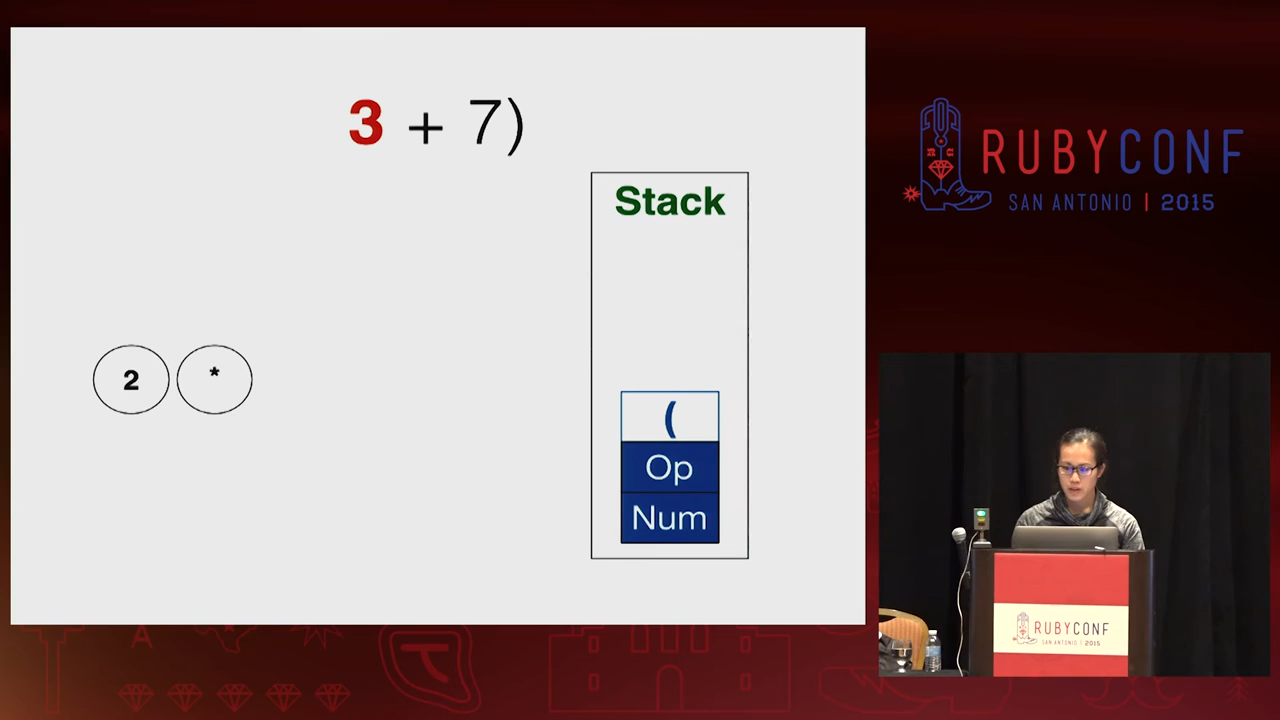 3 + 7)
Stack
2 *
(
Op
Num
RUBYCONF
SAN ANTONIO | 2015
RUBYCONF
SAN ANTONIO | 2015